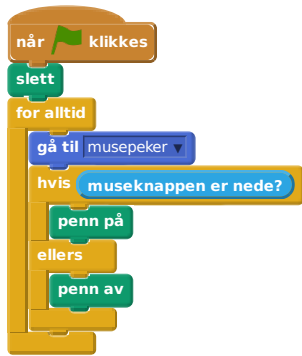 når klikkes
slett
for alltid
gå til musepeker
hvis museknappen er nede?
penn på
ellers
penn av